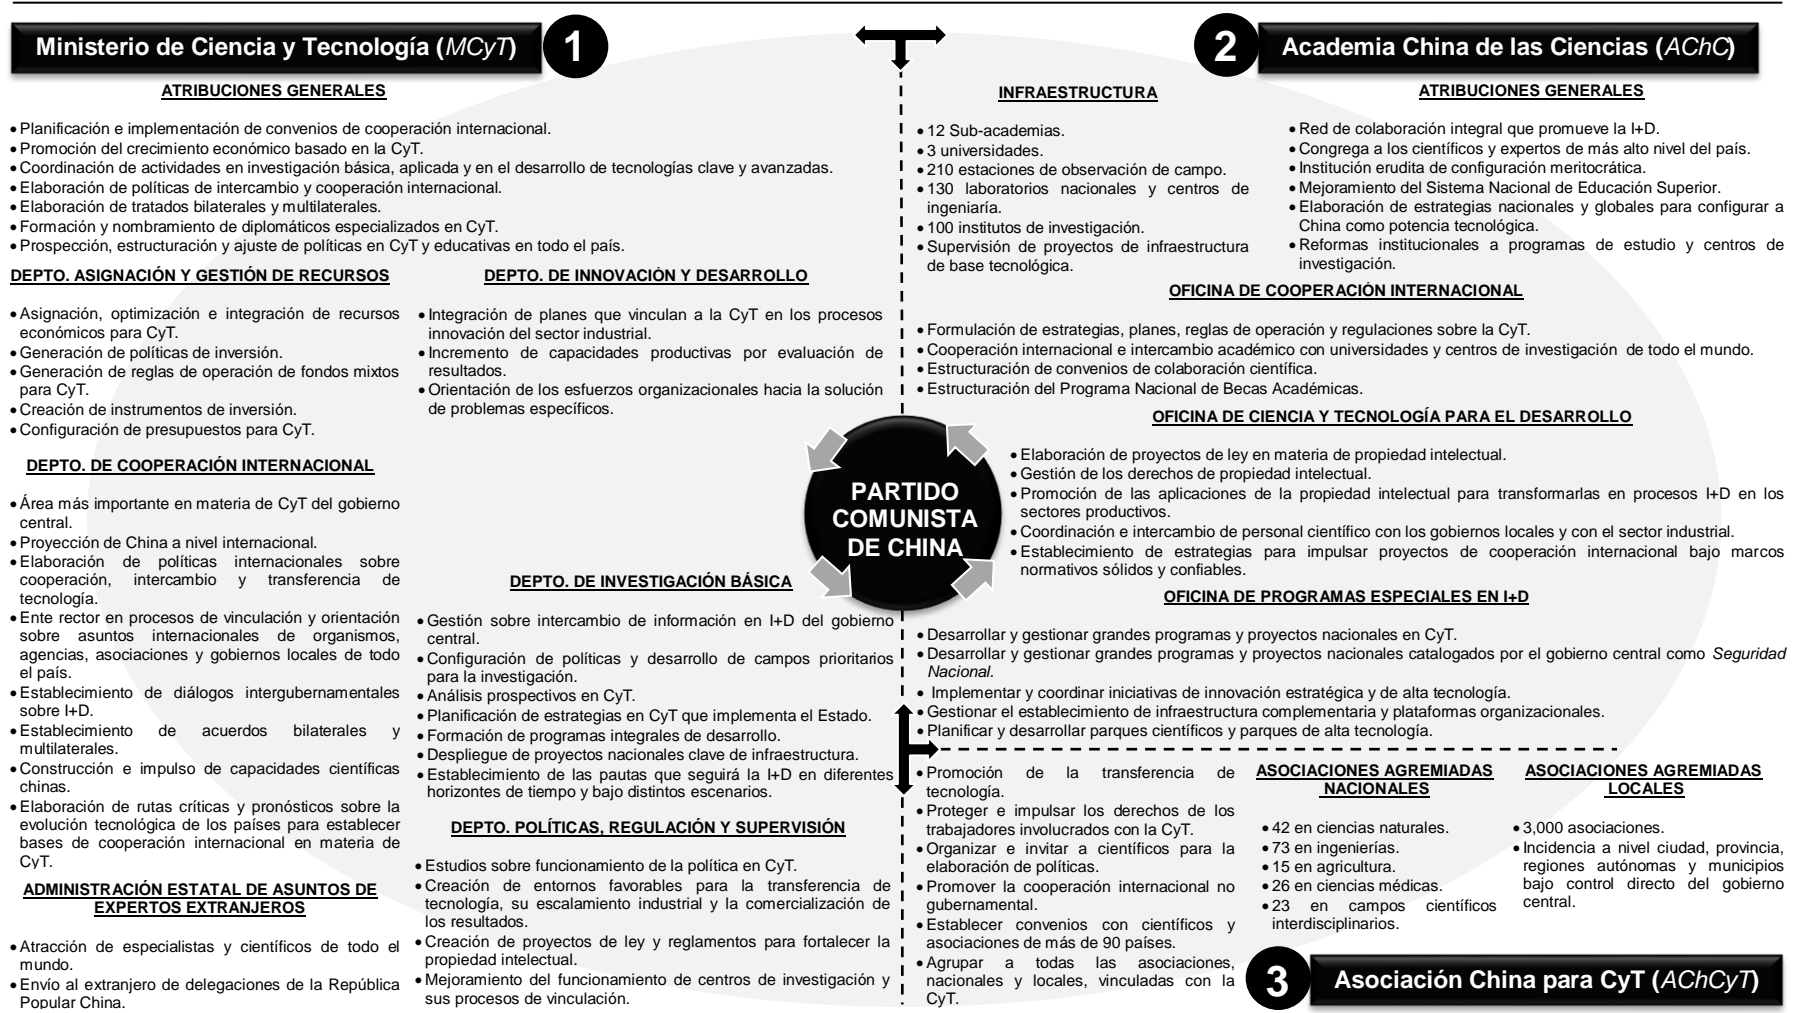 Ministerio de Ciencia y Tecnología (MCyT)
1
ATRIBUCIONES GENERALES
• Planificación e implementación de convenios de cooperación internacional.
• Promoción del crecimiento económico basado en la CyT.
• Coordinación de actividades en investigación básica, aplicada y en el desarrollo de tecnologías clave y avanzadas.
• Elaboración de políticas de intercambio y cooperación internacional.
• Elaboración de tratados bilaterales y multilaterales.
• Formación y nombramiento de diplomáticos especializados en CyT.
• Prospección, estructuración y ajuste de políticas en CyT y educativas en todo el país.
DEPTO. ASIGNACIÓN Y GESTIÓN DE RECURSOS
• Asignación, optimización e integración de recursos
económicos para CyT.
• Generación de políticas de inversión.
• Generación de reglas de operación de fondos mixtos
para CyT.
• Creación de instrumentos de inversión.
• Configuración de presupuestos para CyT.
DEPTO. DE COOPERACIÓN INTERNACIONAL
• Área más importante en materia de CyT del gobierno
central.
• Proyección de China a nivel internacional.
• Elaboración de políticas internacionales sobre
cooperación, intercambio y transferencia de
tecnología.
• Ente rector en procesos de vinculación y orientación
sobre asuntos internacionales de organismos,
agencias, asociaciones y gobiernos locales de todo
el país.
• Establecimiento de diálogos intergubernamentales
sobre I+D.
• Establecimiento de acuerdos bilaterales y
multilaterales.
• Construcción e impulso de capacidades científicas
chinas.
• Elaboración de rutas críticas y pronósticos sobre la
evolución tecnológica de los países para establecer
bases de cooperación internacional en materia de
CyT.
ADMINISTRACIÓN ESTATAL DE ASUNTOS DE
EXPERTOS EXTRANJEROS
• Atracción de especialistas y científicos de todo el
mundo.
• Envío al extranjero de delegaciones de la República
Popular China.
DEPTO. DE INNOVACIÓN Y DESARROLLO
• Integración de planes que vinculan a la CyT en los procesos
innovación del sector industrial.
• Incremento de capacidades productivas por evaluación de
resultados.
• Orientación de los esfuerzos organizacionales hacia la solución
de problemas específicos.
DEPTO. DE INVESTIGACIÓN BÁSICA
• Gestión sobre intercambio de información en I+D del gobierno
central.
• Configuración de políticas y desarrollo de campos prioritarios
para la investigación.
• Análisis prospectivos en CyT.
• Planificación de estrategias en CyT que implementa el Estado.
• Formación de programas integrales de desarrollo.
• Despliegue de proyectos nacionales clave de infraestructura.
• Establecimiento de las pautas que seguirá la I+D en diferentes
horizontes de tiempo y bajo distintos escenarios.
DEPTO. POLÍTICAS, REGULACIÓN Y SUPERVISIÓN
• Estudios sobre funcionamiento de la política en CyT.
• Creación de entornos favorables para la transferencia de
tecnología, su escalamiento industrial y la comercialización de
los resultados.
• Creación de proyectos de ley y reglamentos para fortalecer la
propiedad intelectual.
• Mejoramiento del funcionamiento de centros de investigación y
sus procesos de vinculación.
PARTIDO
COMUNISTA
DE CHINA
2
Academia China de las Ciencias (AChC)
INFRAESTRUCTURA
• 12 Sub-academias.
• 3 universidades.
• 210 estaciones de observación de campo.
• 130 laboratorios nacionales y centros de
ingeniaría.
• 100 institutos de investigación.
• Supervisión de proyectos de infraestructura
de base tecnológica.
ATRIBUCIONES GENERALES
• Red de colaboración integral que promueve la I+D.
• Congrega a los científicos y expertos de más alto nivel del país.
• Institución erudita de configuración meritocrática.
• Mejoramiento del Sistema Nacional de Educación Superior.
• Elaboración de estrategias nacionales y globales para configurar a
China como potencia tecnológica.
• Reformas institucionales a programas de estudio y centros de
investigación.
OFICINA DE COOPERACIÓN INTERNACIONAL
• Formulación de estrategias, planes, reglas de operación y regulaciones sobre la CyT.
• Cooperación internacional e intercambio académico con universidades y centros de investigación de todo el mundo.
• Estructuración de convenios de colaboración científica.
• Estructuración del Programa Nacional de Becas Académicas.
OFICINA DE CIENCIA Y TECNOLOGÍA PARA EL DESARROLLO
• Elaboración de proyectos de ley en materia de propiedad intelectual.
• Gestión de los derechos de propiedad intelectual.
• Promoción de las aplicaciones de la propiedad intelectual para transformarlas en procesos I+D en los
sectores productivos.
• Coordinación e intercambio de personal científico con los gobiernos locales y con el sector industrial.
• Establecimiento de estrategias para impulsar proyectos de cooperación internacional bajo marcos
normativos sólidos y confiables.
OFICINA DE PROGRAMAS ESPECIALES EN I+D
• Desarrollar y gestionar grandes programas y proyectos nacionales en CyT.
• Desarrollar y gestionar grandes programas y proyectos nacionales catalogados por el gobierno central como Seguridad
Nacional.
• Implementar y coordinar iniciativas de innovación estratégica y de alta tecnología.
• Gestionar el establecimiento de infraestructura complementaria y plataformas organizacionales.
• Planificar y desarrollar parques científicos y parques de alta tecnología.
• Promoción de la transferencia de
tecnología.
• Proteger e impulsar los derechos de los
trabajadores involucrados con la CyT.
• Organizar e invitar a científicos para la
elaboración de políticas.
• Promover la cooperación internacional no
gubernamental.
• Establecer convenios con científicos y
asociaciones de más de 90 países.
• Agrupar a todas las asociaciones,
nacionales y locales, vinculadas con la
CyT.
ASOCIACIONES AGREMIADAS
NACIONALES
• 42 en ciencias naturales.
• 73 en ingenierías.
• 15 en agricultura.
• 26 en ciencias médicas.
• 23 en campos científicos
interdisciplinarios.
ASOCIACIONES AGREMIADAS
LOCALES
• 3,000 asociaciones.
• Incidencia a nivel ciudad, provincia,
regiones autónomas y municipios
bajo control directo del gobierno
central.
3
Asociación China para CyT (AChCyT)